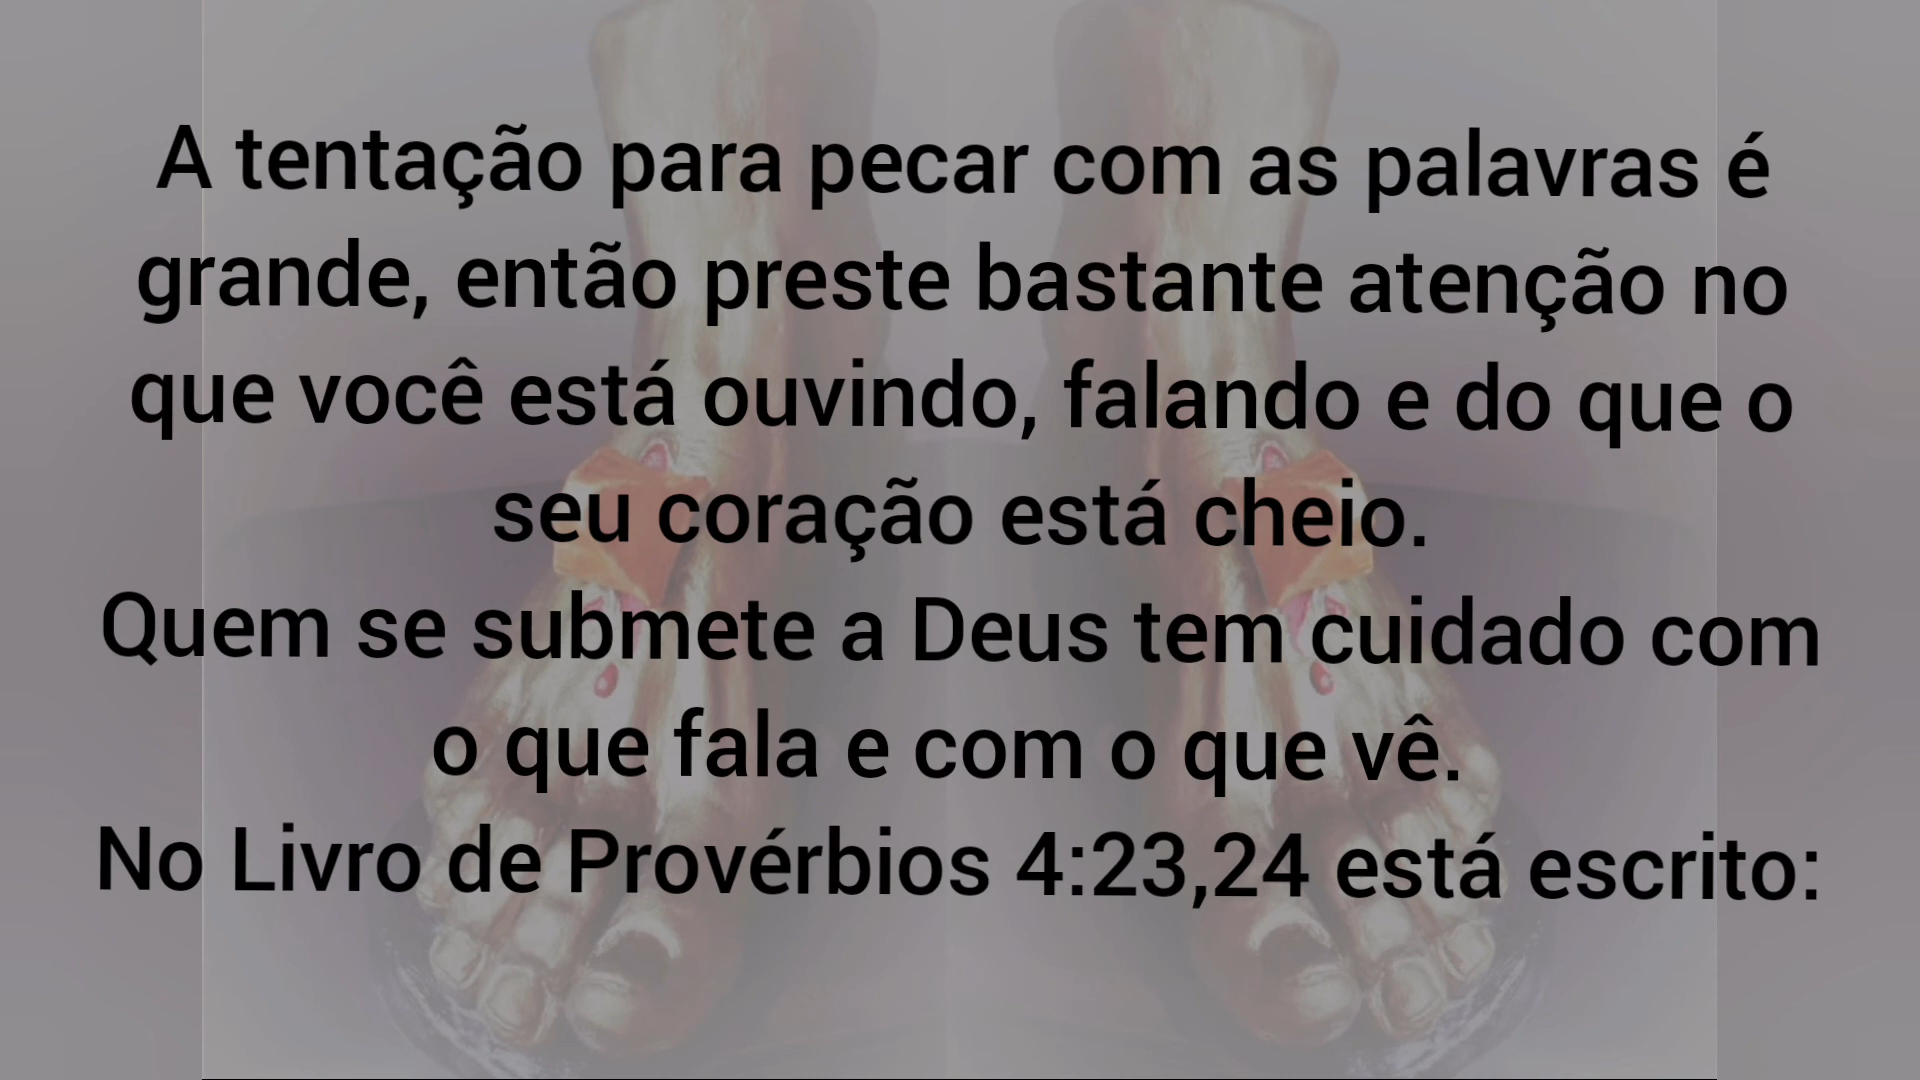 A tentação para pecar com as palavras é
grande, então preste bastante atenção no
que você está ouvindo, falando e do que o
seu coração está cheio.
Quem se submete a Deus tem cuidado com
o que fala e com o que vê.
No Livro de Provérbios 4:23,24 está escrito: